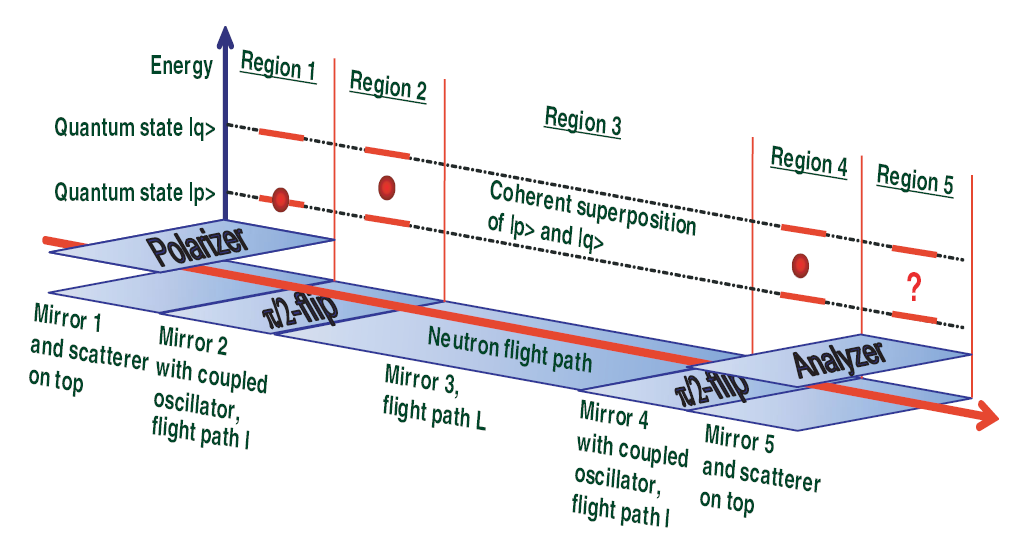 Energy
Region 1
Region 2
Region 3
Region 4
Region 5
Quantum state |q>
Quantum state |p>
Coherent superposition
of |p> and |q>
?
Polarizer
π/2-flip
Neutron flight path
π/2-flip
Analyzer
Mirror 1
and scatterer
on top
Mirror 2
with coupled
oscillator,
flight path l
Mirror 3,
flight path L
Mirror 4
with coupled
oscillator,
flight path l
Mirror 5
and scatterer
on top